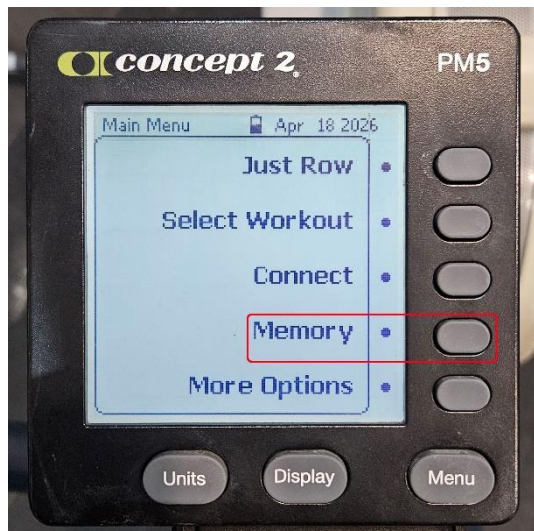 concept 2.
PM5
Main Menu Apr 18 2026
Just Row
Select Workout
Connect
Memory
More Options
Units Display Menu